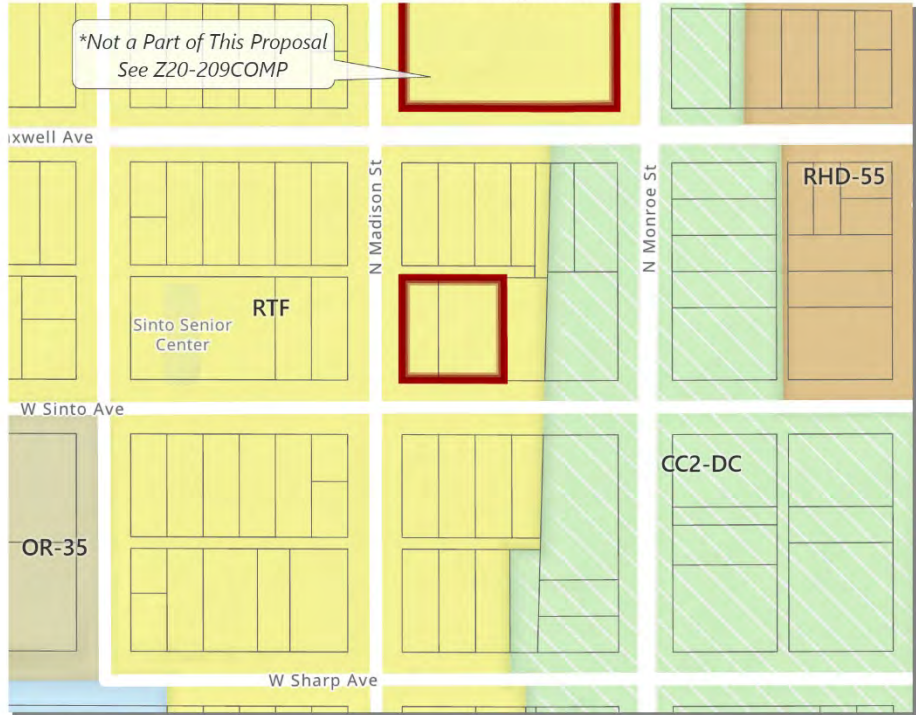 *Not a Part of This Proposal
See Z20-209COMP
axwell Ave
N Madison St
N Monroe St
RHD-55
RTF
Sinto Senior
Center
W Sinto Ave
CC2-DC
OR-35
W Sharp Ave